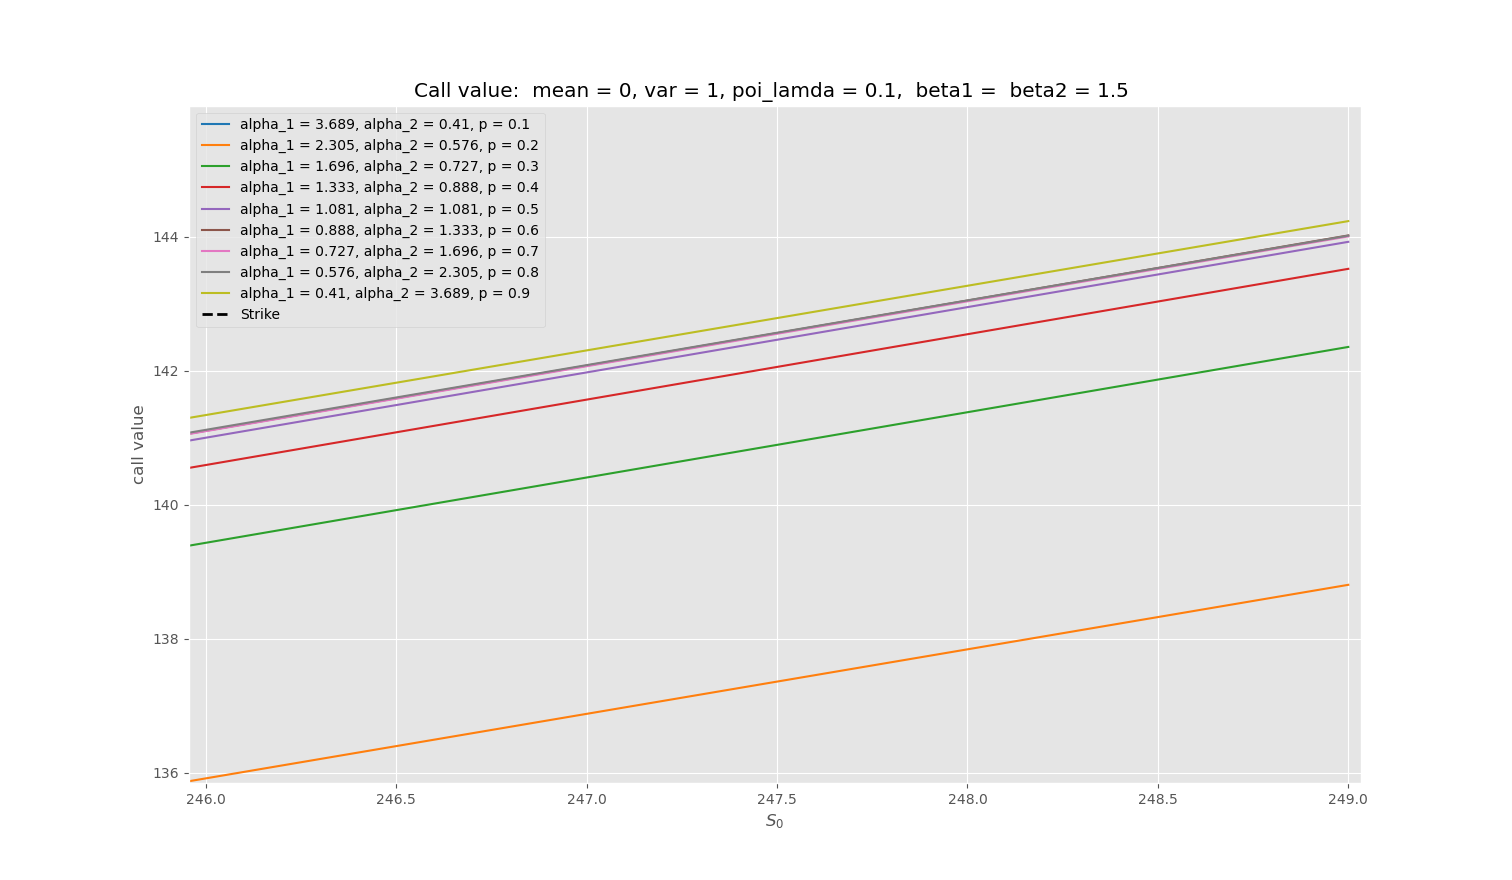 Call value:  mean = 0, var = 1, poi_lamda = 0.1,  beta1 =  beta2 = 1.5
alpha_1 = 3.689, alpha_2 = 0.41, p = 0.1
alpha_1 = 2.305, alpha_2 = 0.576, p = 0.2
alpha_1 = 1.696, alpha_2 = 0.727, p = 0.3
alpha_1 = 1.333, alpha_2 = 0.888, p = 0.4
alpha_1 = 1.081, alpha_2 = 1.081, p = 0.5
alpha_1 = 0.888, alpha_2 = 1.333, p = 0.6
alpha_1 = 0.727, alpha_2 = 1.696, p = 0.7
alpha_1 = 0.576, alpha_2 = 2.305, p = 0.8
alpha_1 = 0.41, alpha_2 = 3.689, p = 0.9
Strike
144
142
140
138
136
call value
246.0 246.5 247.0 247.5 248.0 248.5 249.0
S_0